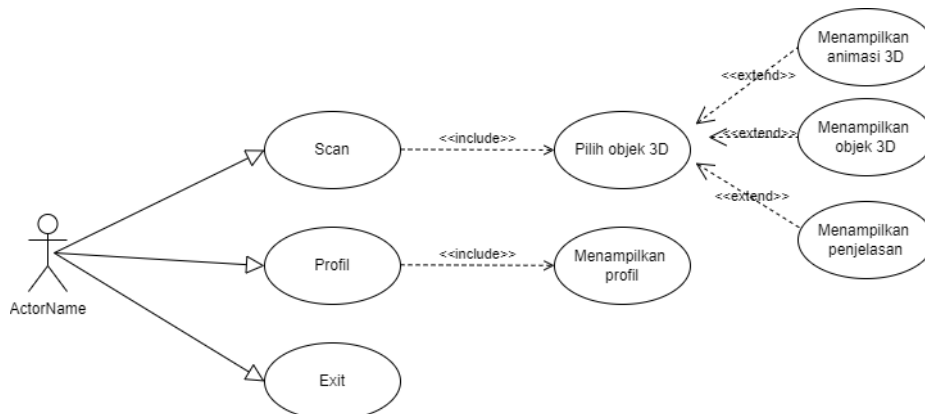 Menampilkan
animasi 3D
<<extend>>
Scan
<<include>>
Pilih objek 3D
<<extend>>
Menampilkan
objek 3D
<<extend>>
Menampilkan
penjelasan
ActorName
Profil
<<include>>
Menampilkan
profil
Exit